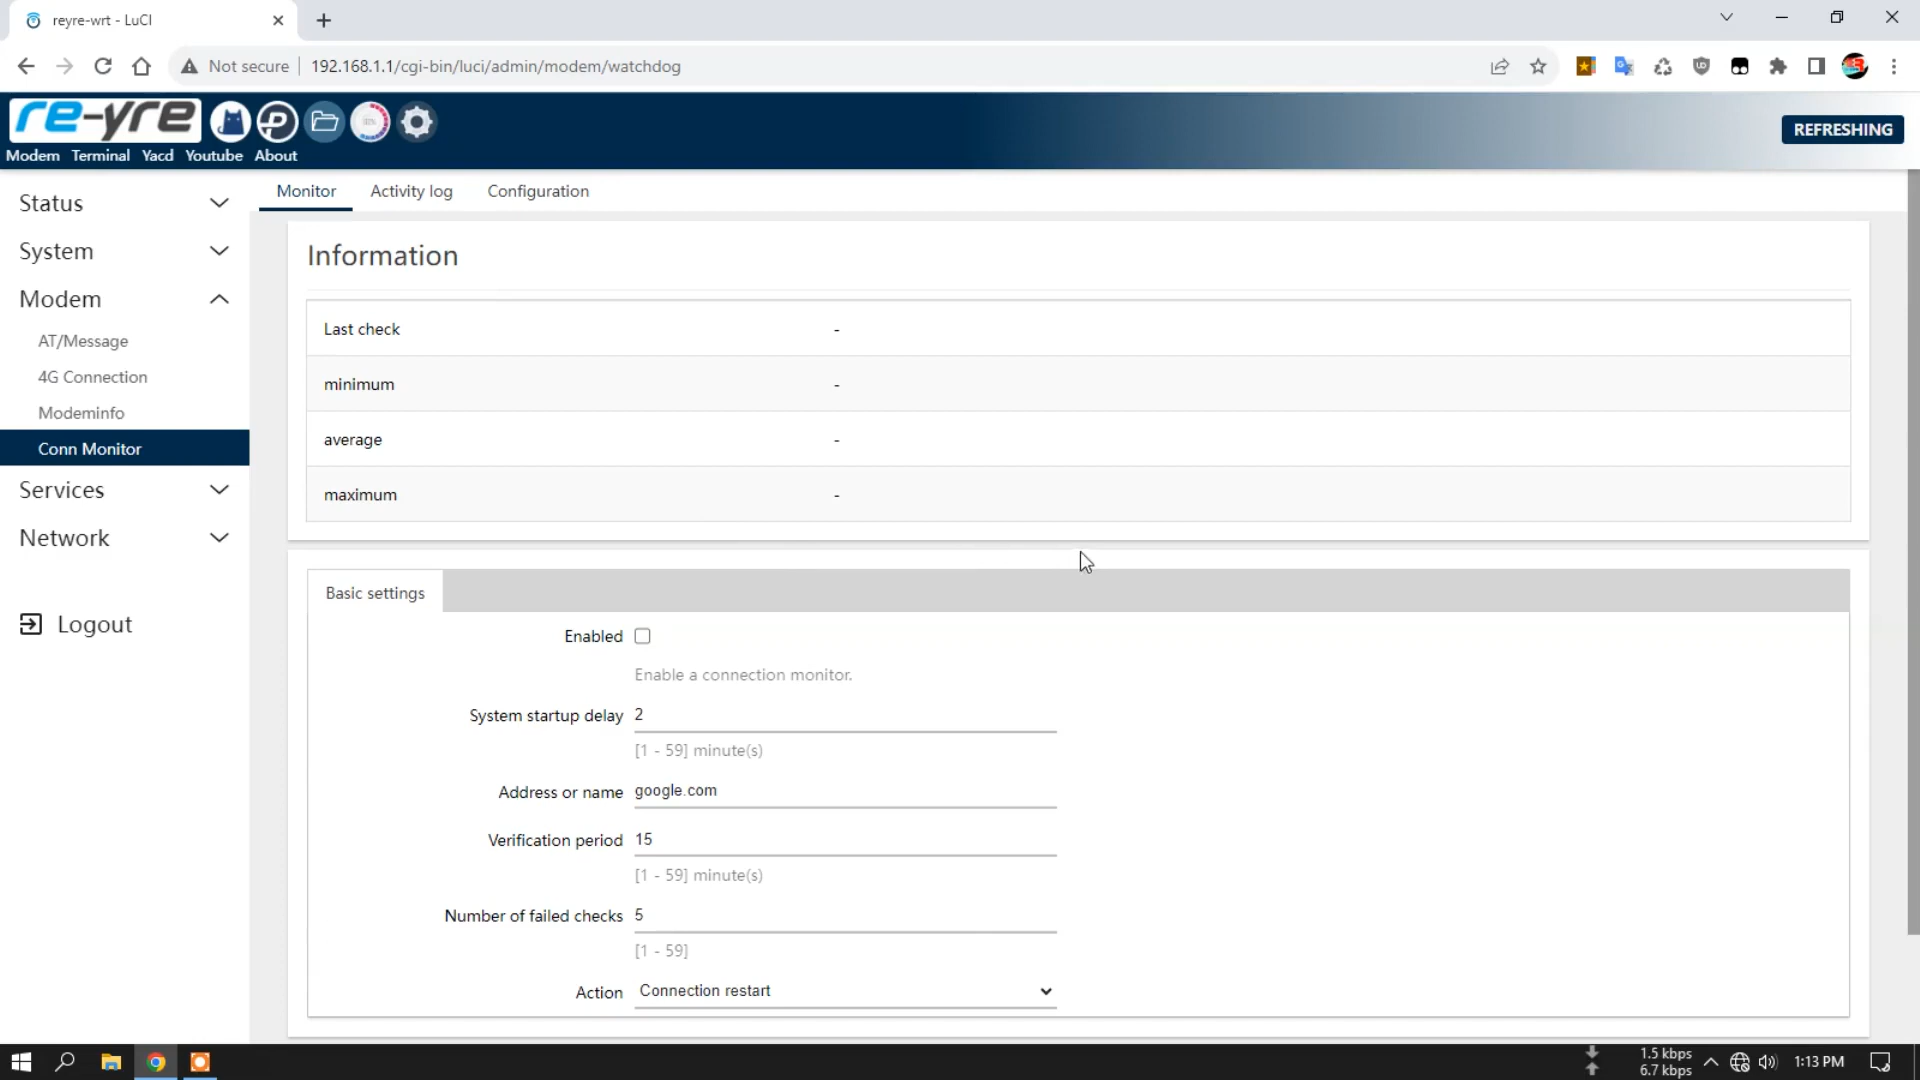 reyre-wrt - LuCI
Not secure
192.168.1.1/cgi-bin/luci/admin/modem/watchdog
re-yre
REFRESHING
Modem Terminal Yacd Youtube About
Status
System
Modem
AT/Message
4G Connection
Modeminfo
Conn Monitor
Services
Network
Logout
Monitor Activity log Configuration
Information
Last check -
minimum -
average -
maximum -
Basic settings
Enabled
Enable a connection monitor.
System startup delay 2
[1 - 59] minute(s)
Address or name google.com
Verification period 15
[1 - 59] minute(s)
Number of failed checks 5
[1 - 59]
Action Connection restart
1.5 kbps
6.7 kbps
1:13 PM